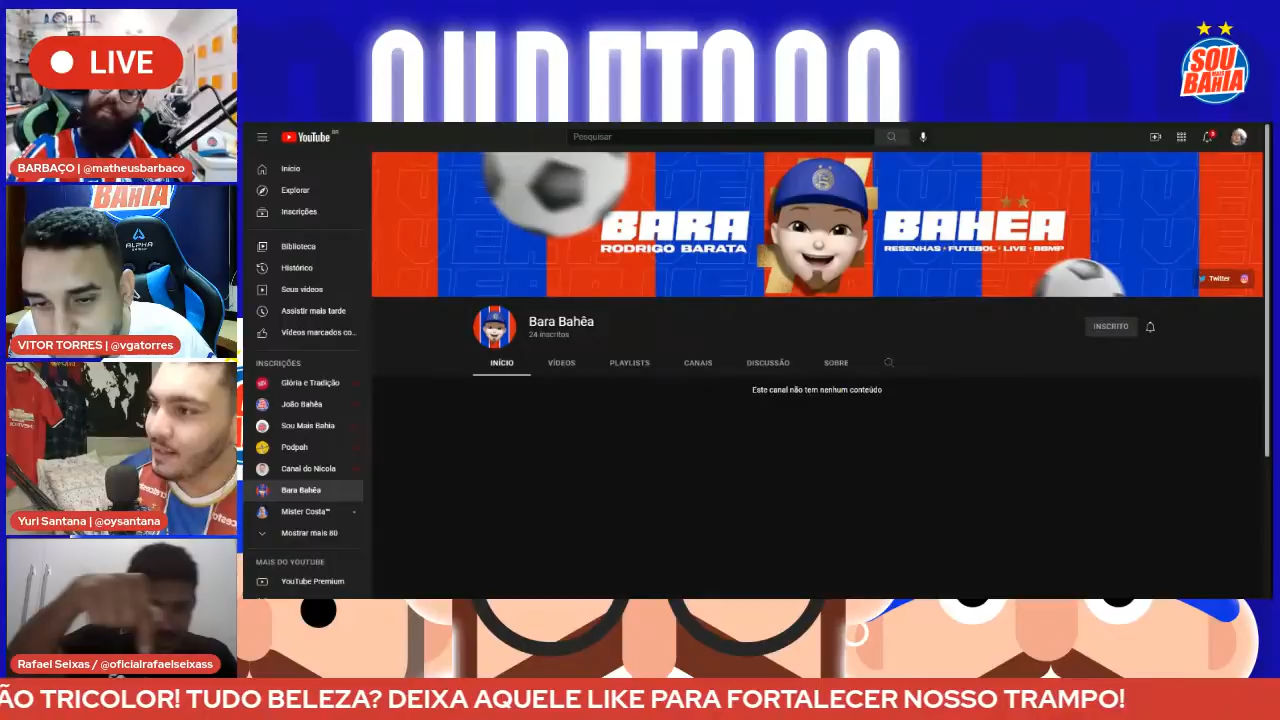 LIVE
BARBAÇO | @matheusbarbaco
BAHIA
ALPHA
VITOR TORRES | @vgatorres
Yuri Santana | @oysantana
Rafael Seixas / @oficialrafaelseixass
SOU
MAIS
BAHIA
YouTube
BR
Pesquisar
Início
Explorar
Inscrições
Biblioteca
Histórico
Seus vídeos
Assistir mais tarde
Vídeos marcados co...
INSCRIÇÕES
Glória e Tradição
João Bahêa
Sou Mais Bahia
Podpah
Canal do Nicola
Bara Bahêa
Mister Costa™
Mostrar mais 80
MAIS DO YOUTUBE
YouTube Premium
BARA
RODRIGO BARATA
BAHEA
RESENHAS • FUTEBOL • LIVE • BBMP
Twitter
Bara Bahêa
24 inscritos
INSCRITO
INÍCIO
VÍDEOS
PLAYLISTS
CANAIS
DISCUSSÃO
SOBRE
Este canal não tem nenhum conteúdo
ÃO TRICOLOR! TUDO BELEZA? DEIXA AQUELE LIKE PARA FORTALECER NOSSO TRAMPO!